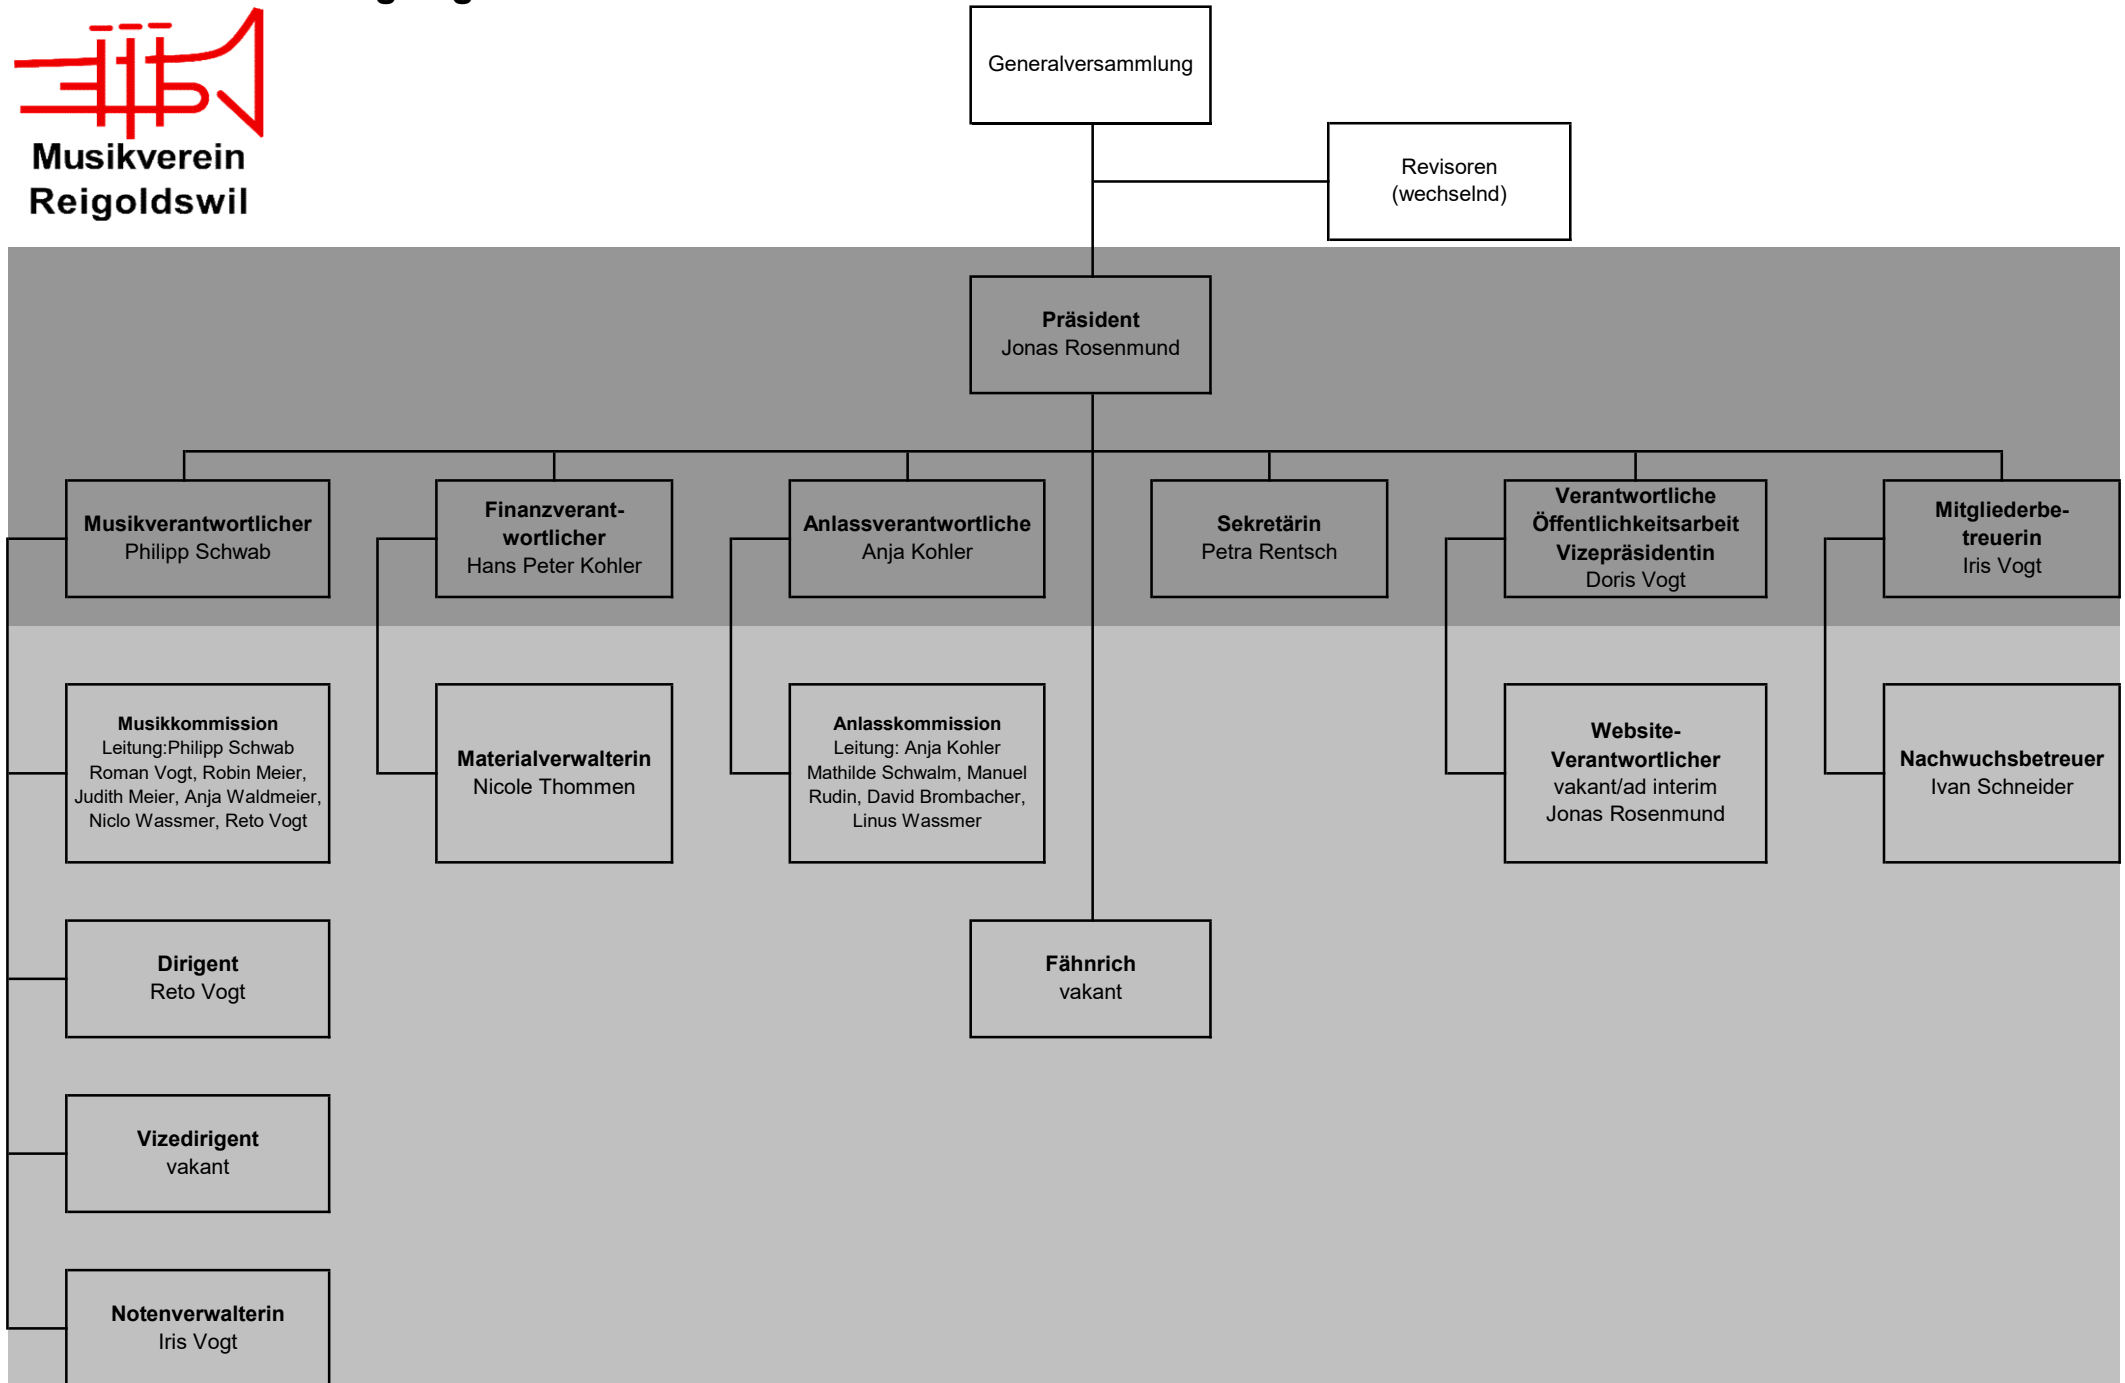 Musikverein
Reigoldswil
Generalversammlung
Revisoren
(wechselnd)
Präsident
Jonas Rosenmund
Musikverantwortlicher
Philipp Schwab
Finanzverant-
wortlicher
Hans Peter Kohler
Anlassverantwortliche
Anja Kohler
Sekretärin
Petra Rentsch
Verantwortliche
Öffentlichkeitsarbeit
Vizepräsidentin
Doris Vogt
Mitgliederbe-
treuerin
Iris Vogt
Musikkommission
Leitung:Philipp Schwab
Roman Vogt, Robin Meier,
Judith Meier, Anja Waldmeier,
Niclo Wassmer, Reto Vogt
Materialverwalterin
Nicole Thommen
Anlasskommission
Leitung: Anja Kohler
Mathilde Schwalm, Manuel
Rudin, David Brombacher,
Linus Wassmer
Website-
Verantwortlicher
vakant/ad interim
Jonas Rosenmund
Nachwuchsbetreuer
Ivan Schneider
Dirigent
Reto Vogt
Fähnrich
vakant
Vizedirigent
vakant
Notenverwalterin
Iris Vogt